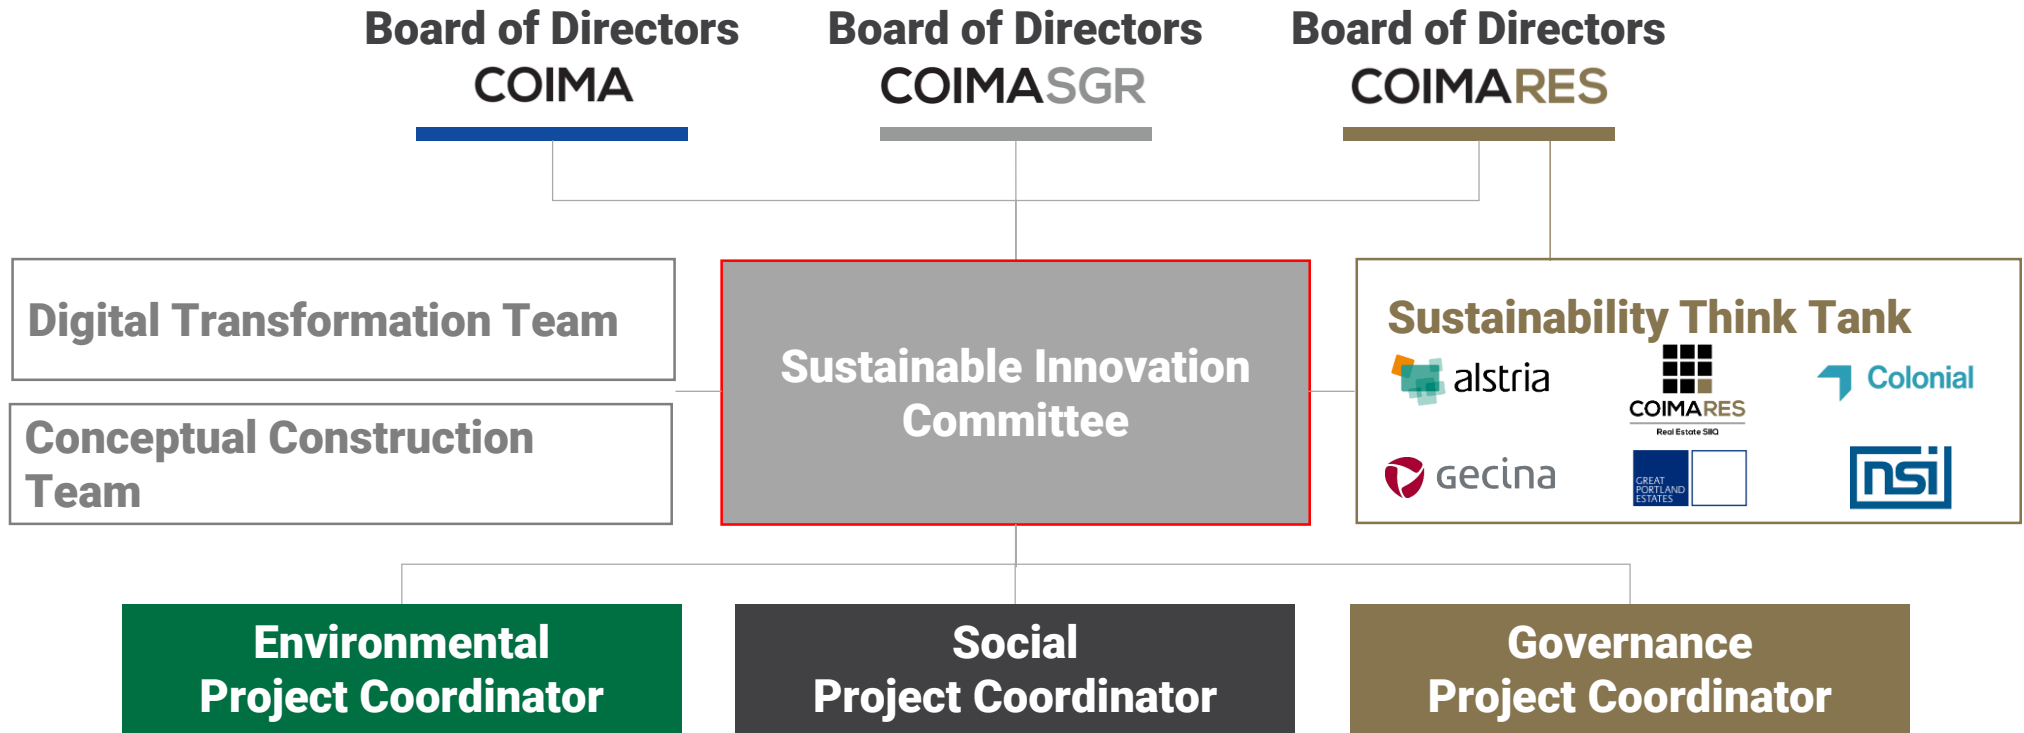 Board of Directors
COIMA
Board of Directors
COIMASGR
Board of Directors
COIMARES
Digital Transformation Team
Conceptual Construction
Team
Sustainable Innovation
Committee
Sustainability Think Tank
alstria
COIMARES
Real Estate SIIQ
Colonial
gecina
GREAT
PORTLAND
ESTATES
nsi
Environmental
Project Coordinator
Social
Project Coordinator
Governance
Project Coordinator